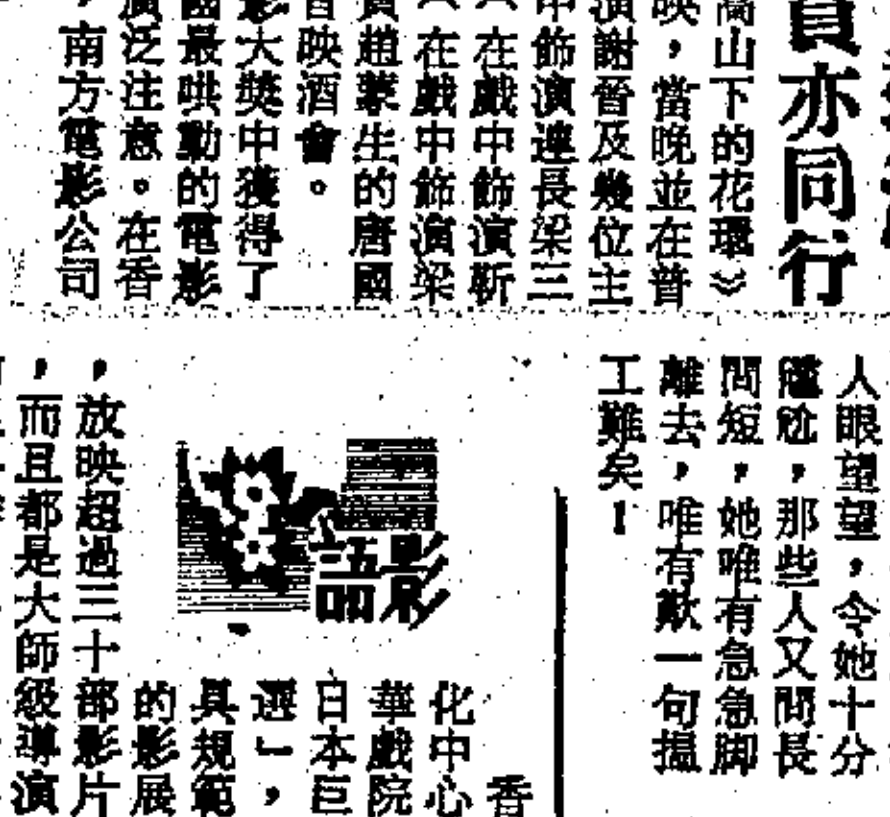 員亦同行
高山下的花環》
映，當晚並在普
演謝晉及幾位主
中飾演連長梁三
（在戲中飾演靳
（在戲中飾演梁
趙蒙生的唐國
首映酒會。
影大獎中獲得了
國最哄動的電影
廣泛注意。在香
，南方電影公司
人眼望望，令她十分
尷尬，那些人又問長
問短，她唯有急急脚
離去，唯有歎一句搵
工難矣！
影語
香
化中心
華戲院
日本巨
選」，
具規範
的影展
，放映超過三十部影片
，而且都是大師級導演